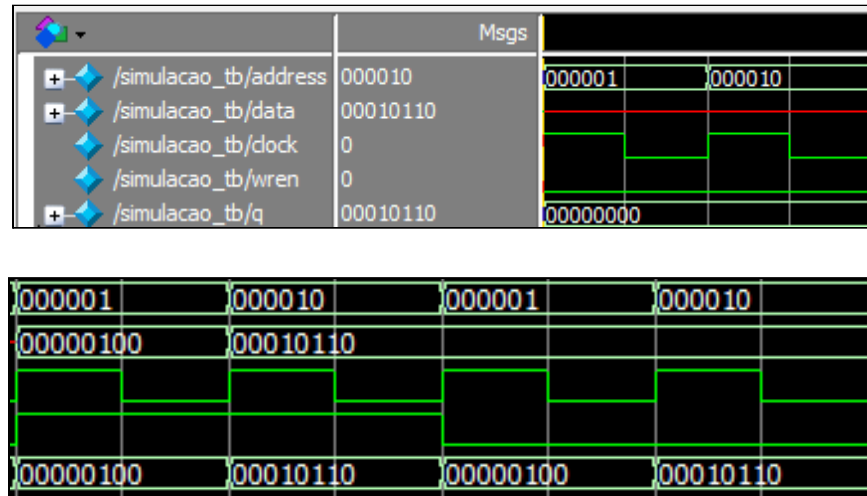 Msgs
/simulacao_tb/address 000010 000001 000010
/simulacao_tb/data 00010110
/simulacao_tb/clock 0
/simulacao_tb/wren 0
/simulacao_tb/q 00010110 00000000
000001 000010 000001 000010
00000100 00010110
00000100 00010110 00000100 00010110